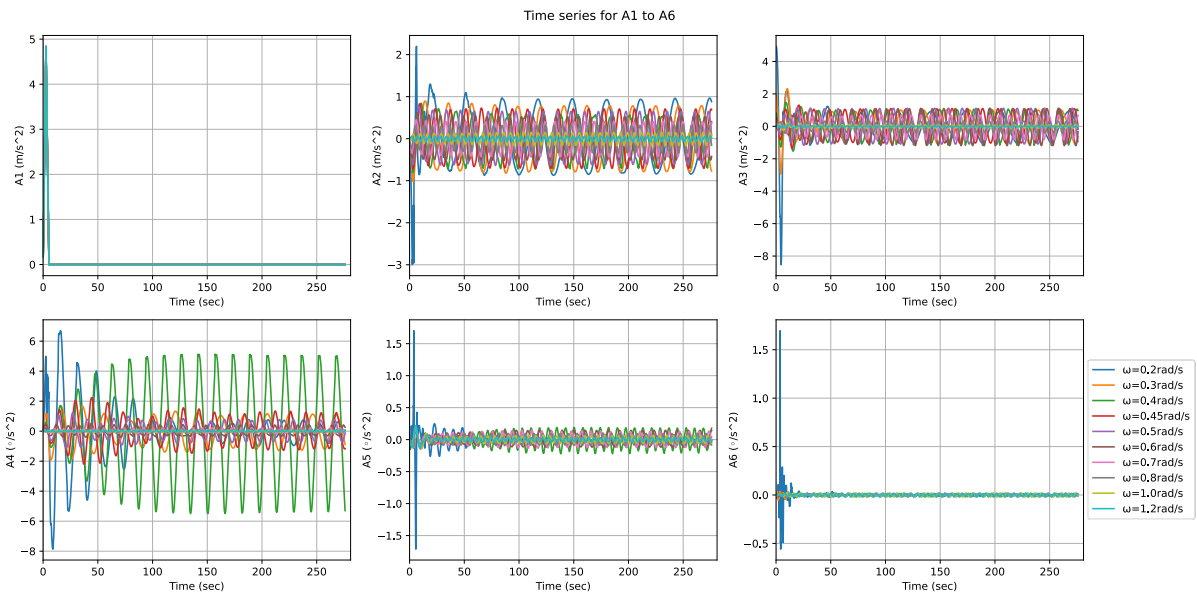 Time series for A1 to A6
A1 (m/s^2)
5
4
3
2
1
0
0 50 100 150 200 250
Time (sec)
A2 (m/s^2)
2
1
0
−1
−2
−3
0 50 100 150 200 250
Time (sec)
A3 (m/s^2)
4
2
0
−2
−4
−6
−8
0 50 100 150 200 250
Time (sec)
A4 (◦/s^2)
6
4
2
0
−2
−4
−6
−8
0 50 100 150 200 250
Time (sec)
A5 (◦/s^2)
1.5
1.0
0.5
0.0
−0.5
−1.0
−1.5
0 50 100 150 200 250
Time (sec)
A6 (◦/s^2)
1.5
1.0
0.5
0.0
−0.5
0 50 100 150 200 250
Time (sec)
ω=0.2rad/s
ω=0.3rad/s
ω=0.4rad/s
ω=0.45rad/s
ω=0.5rad/s
ω=0.6rad/s
ω=0.7rad/s
ω=0.8rad/s
ω=1.0rad/s
ω=1.2rad/s